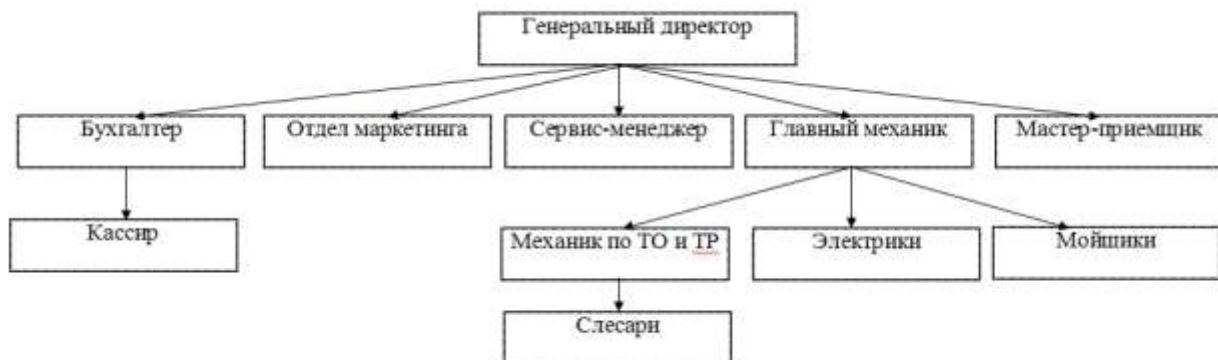 Генеральный директор
Бухгалтер
Отдел маркетинга
Сервис-менеджер
Главный механик
Мастер-приемщик
Кассир
Механик по ТО и ТР
Электрики
Мойщики
Слесари